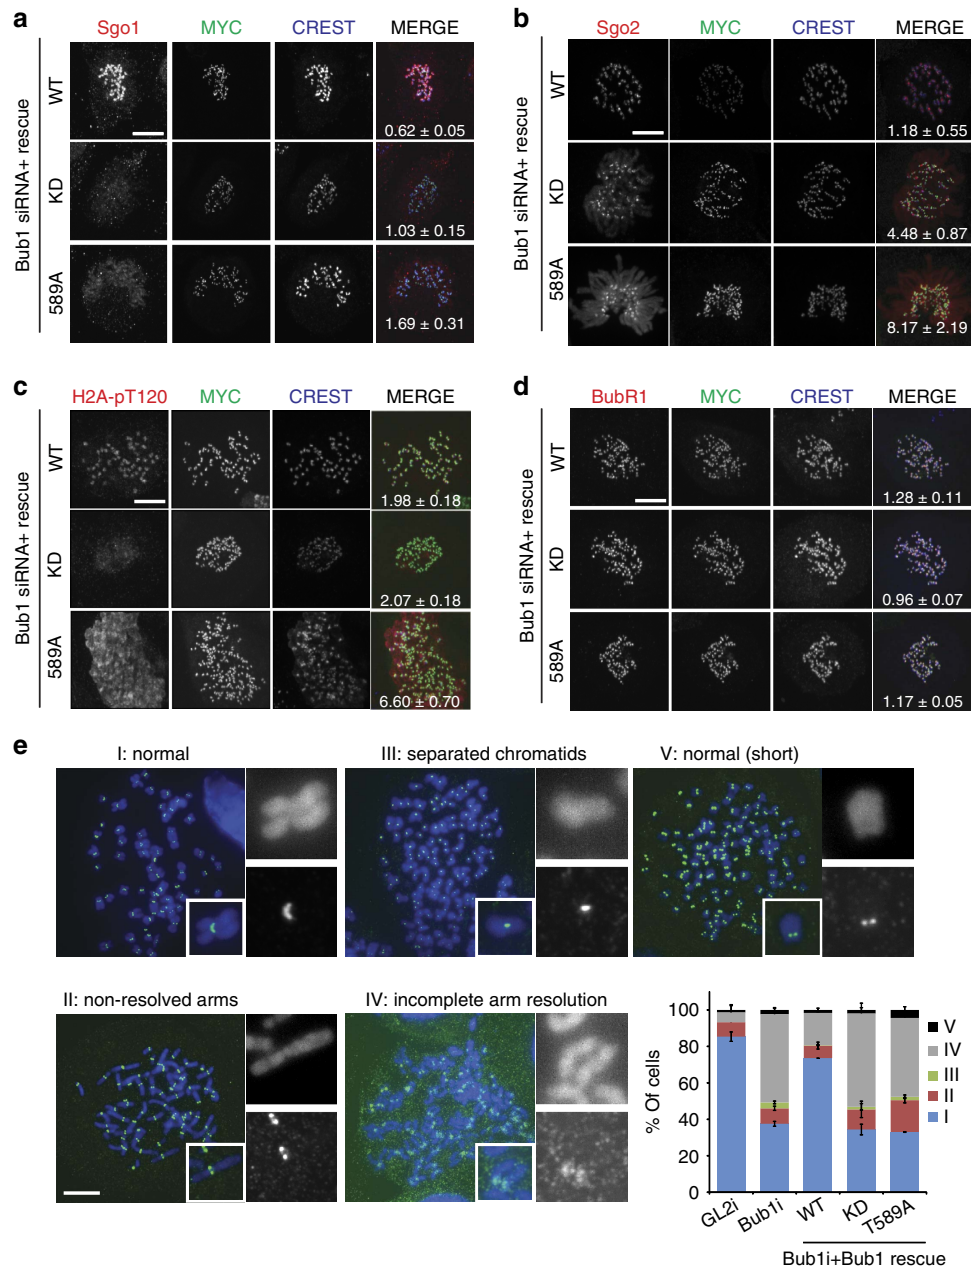 a
Sgo1 MYC CREST MERGE
Bub1 siRNA+ rescue
WT
0.62 ± 0.05
KD
1.03 ± 0.15
589A
1.69 ± 0.31
b
Sgo2 MYC CREST MERGE
Bub1 siRNA+ rescue
WT
1.18 ± 0.55
KD
4.48 ± 0.87
589A
8.17 ± 2.19
c
H2A-pT120 MYC CREST MERGE
Bub1 siRNA+ rescue
WT
1.98 ± 0.18
KD
2.07 ± 0.18
589A
6.60 ± 0.70
d
BubR1 MYC CREST MERGE
Bub1 siRNA+ rescue
WT
1.28 ± 0.11
KD
0.96 ± 0.07
589A
1.17 ± 0.05
e
I: normal
III: separated chromatids
V: normal (short)
II: non-resolved arms
IV: incomplete arm resolution
% Of cells
100
80
60
40
20
0
V
IV
III
II
I
GL2i Bub1i WT KD T589A
Bub1i+Bub1 rescue